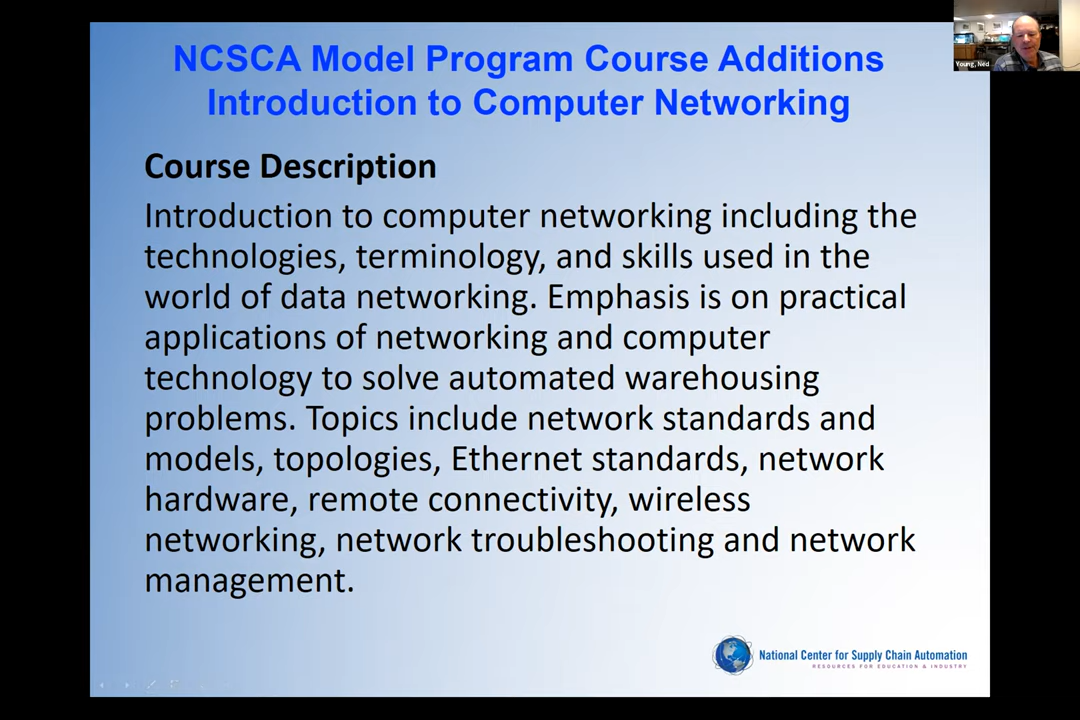 NCSCA Model Program Course Additions
Introduction to Computer Networking
Young, Ned
Course Description
Introduction to computer networking including the
technologies, terminology, and skills used in the
world of data networking. Emphasis is on practical
applications of networking and computer
technology to solve automated warehousing
problems. Topics include network standards and
models, topologies, Ethernet standards, network
hardware, remote connectivity, wireless
networking, network troubleshooting and network
management.
National Center for Supply Chain Automation
RESOURCES FOR EDUCATION & INDUSTRY